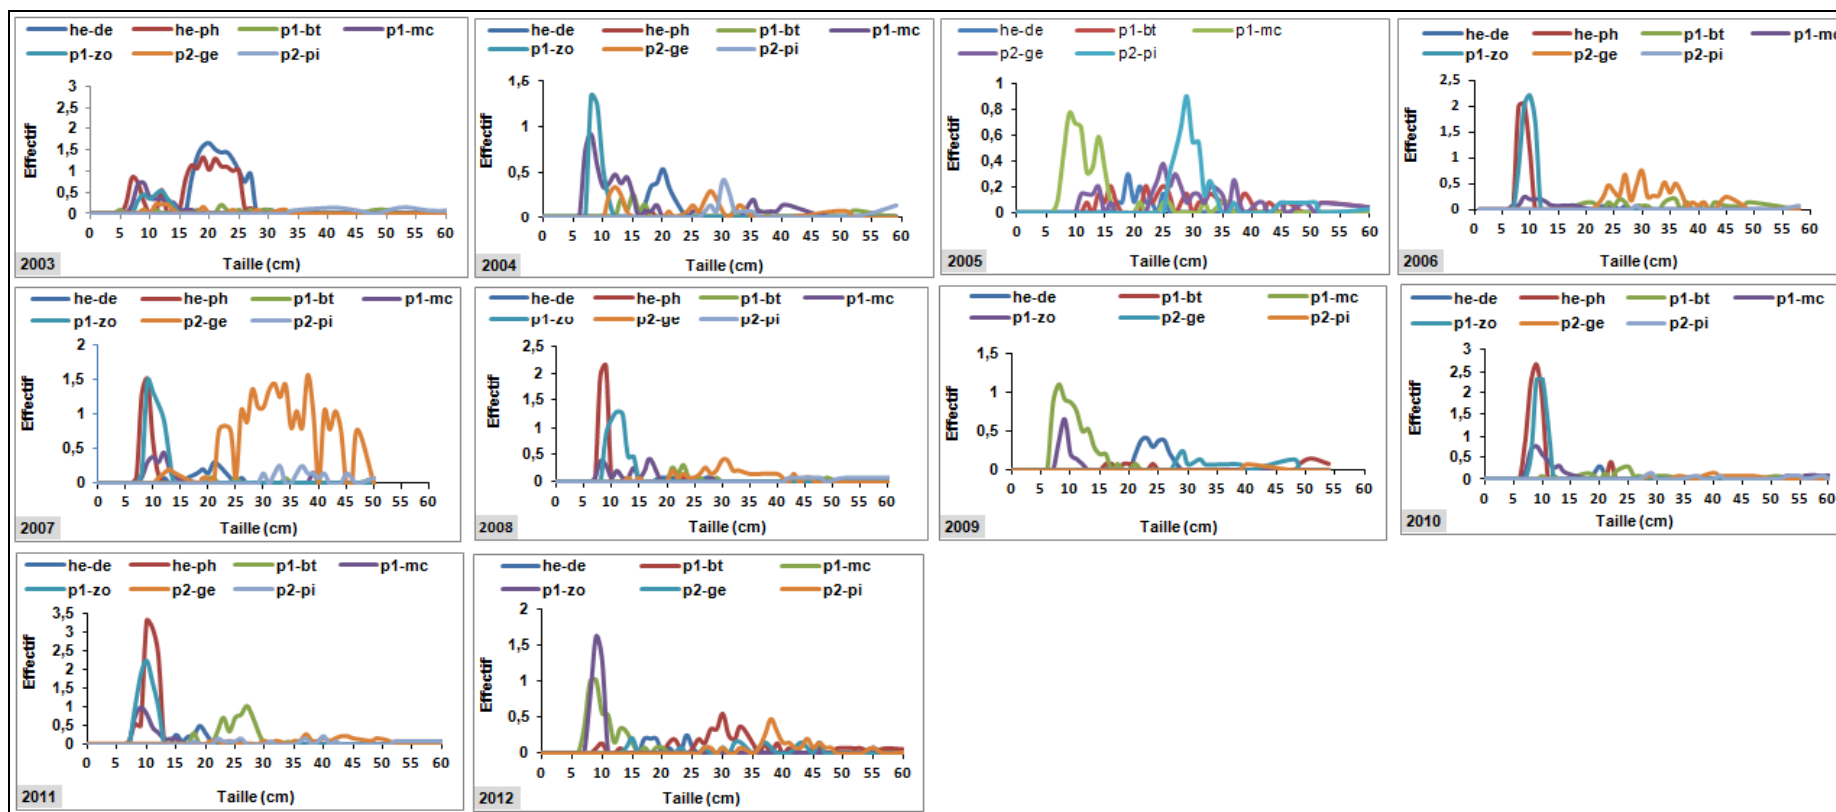 he-de he-ph p1-bt p1-mc
p1-zo p2-ge p2-pi
Effectif
3
2,5
2
1,5
1
0,5
0
0 5 10 15 20 25 30 35 40 45 50 55 60
2003 Taille (cm)
he-de he-ph p1-bt p1-mc
p1-zo p2-ge p2-pi
Effectif
1,6
1
0,5
0
0 5 10 15 20 25 30 35 40 45 50 55 60
2004 Taille (cm)
he-de p1-bt p1-mc
p2-ge p2-pi
Effectif
1
0,8
0,6
0,4
0,2
0
0 5 10 15 20 25 30 35 40 45 50 55 60
2005 Taille (cm)
he-de he-ph p1-bt p1-mc
p1-zo p2-ge p2-pi
Effectif
2,5
2
1,5
1
0,5
0
0 5 10 15 20 25 30 35 40 45 50 55 60
2006 Taille (cm)
he-de he-ph p1-bt p1-mc
p1-zo p2-ge p2-pi
Effectif
2
1,5
1
0,5
0
0 5 10 15 20 25 30 35 40 45 50 55 60
2007 Taille (cm)
he-de he-ph p1-bt p1-mc
p1-zo p2-ge p2-pi
Effectif
2,5
2
1,5
1
0,5
0
0 5 10 15 20 25 30 35 40 45 50 55 60
2008 Taille (cm)
he-de p1-bt p1-mc
p1-zo p2-ge p2-pi
Effectif
1,5
1
0,5
0
0 5 10 15 20 25 30 35 40 45 50 55 60
2009 Taille (cm)
he-de he-ph p1-bt p1-mc
p1-zo p2-ge p2-pi
Effectif
3
2,5
2
1,5
1
0,5
0
0 5 10 15 20 25 30 35 40 45 50 55 60
2010 Taille (cm)
he-de he-ph p1-bt p1-mc
p1-zo p2-ge p2-pi
Effectif
3,5
3
2,5
2
1,5
1
0,5
0
0 5 10 15 20 25 30 35 40 45 50 55 60
2011 Taille (cm)
he-de p1-bt p1-mc
p1-zo p2-ge p2-pi
Effectif
2
1,5
1
0,5
0
0 5 10 15 20 25 30 35 40 45 50 55 60
2012 Taille (cm)